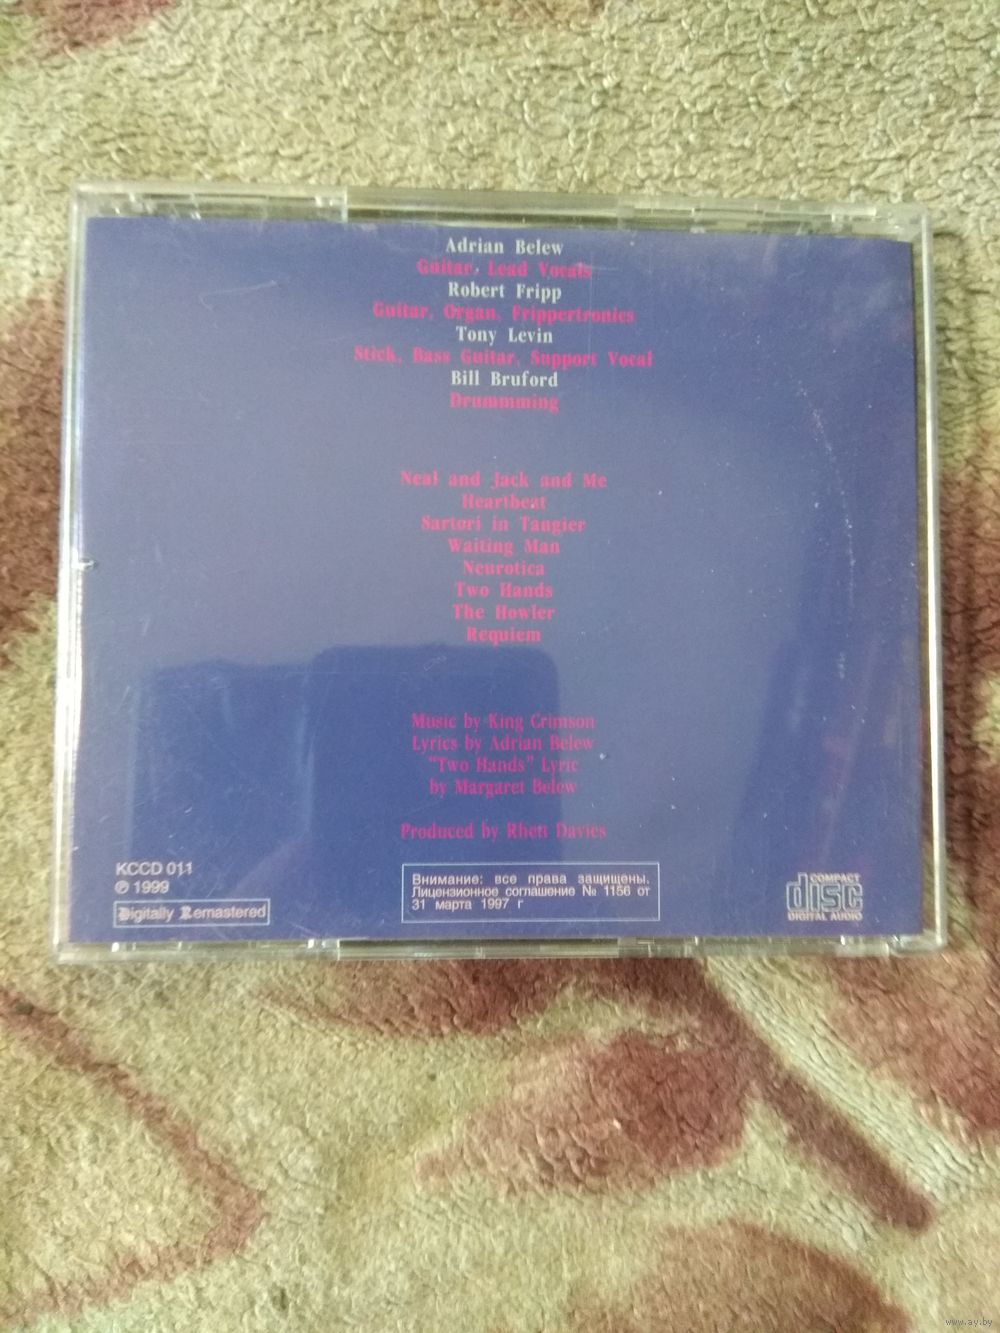 Adrian Belew
Guitar, Lead Vocals
Robert Fripp
Guitar, Organ, Frippertronics
Tony Levin
Stick, Bass Guitar, Support Vocal
Bill Bruford
Drummming
Neal and Jack and Me
Heartbeat
Sartori in Tangier
Waiting Man
Neurotica
Two Hands
The Howler
Requiem
Music by King Crimson
Lyrics by Adrian Belew
"Two Hands" Lyric
by Margaret Belew
Produced by Rhett Davies
KCCD 011
℗ 1999
Digitally Remastered
Внимание: все права защищены.
Лицензионное соглашение № 1156 от
31 марта 1997 г
COMPACT
disc
DIGITAL AUDIO
www.ay.by